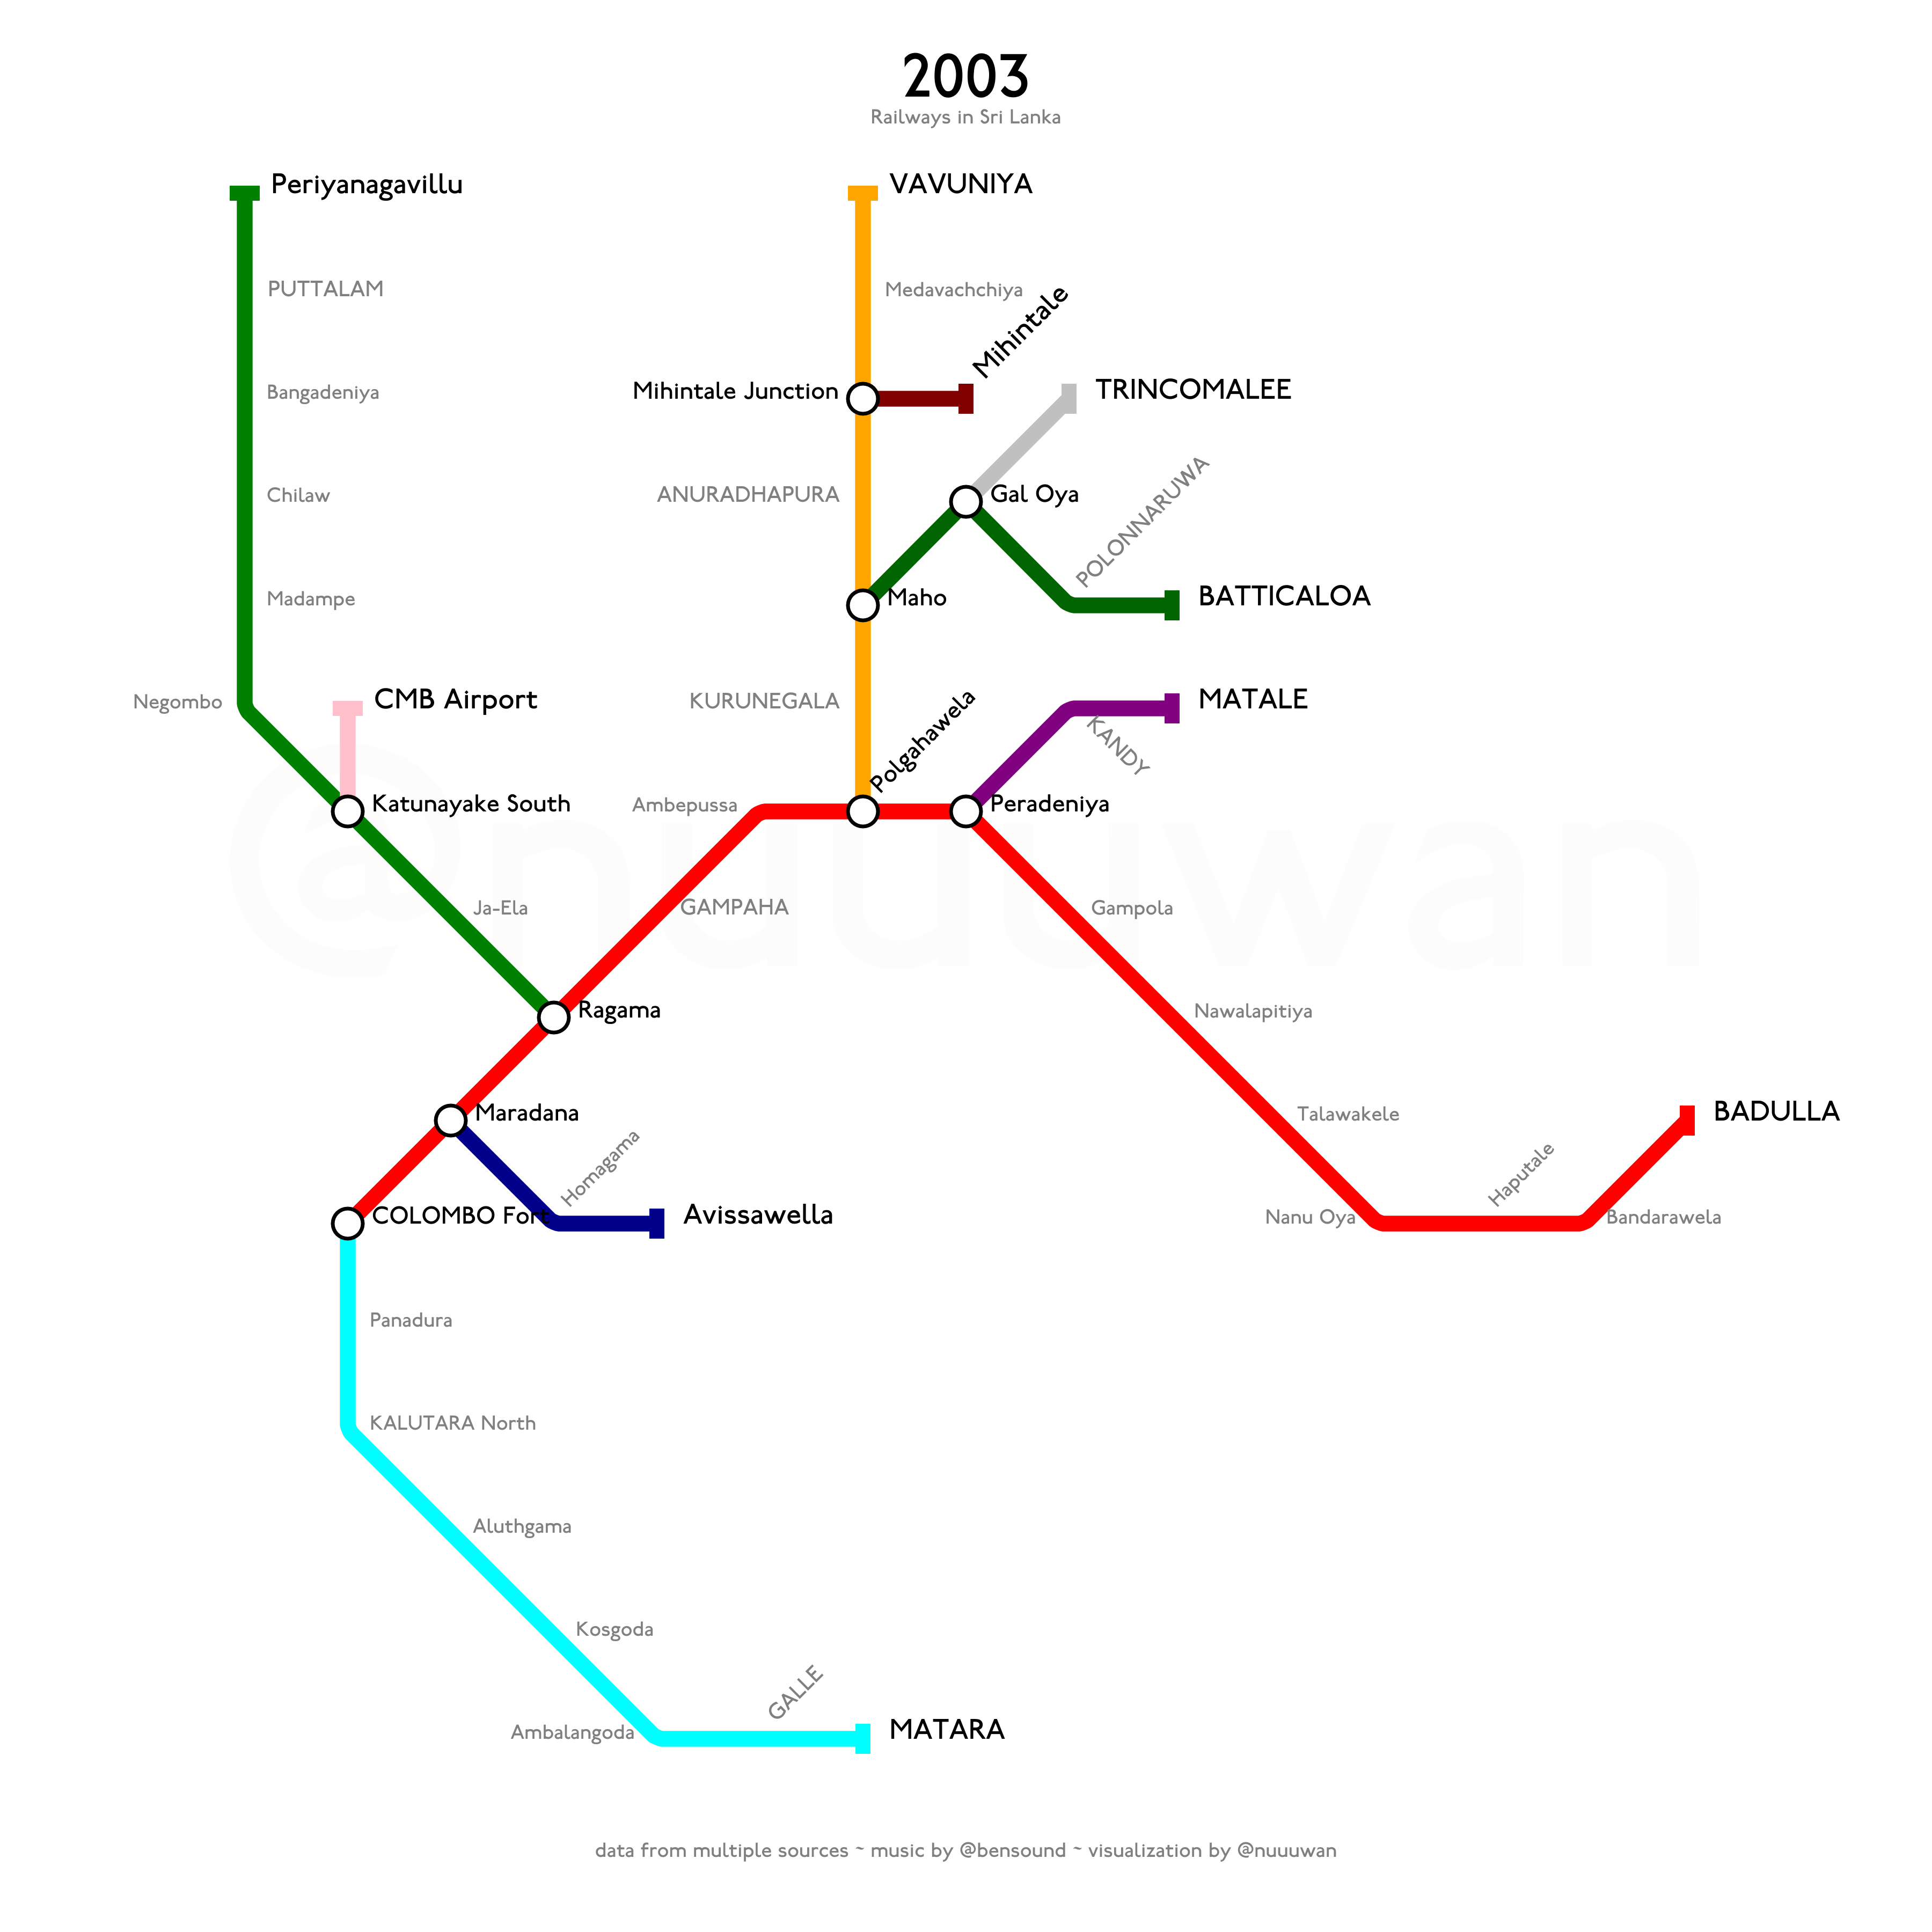 2003
Railways in Sri Lanka
Periyanagavillu
VAVUNIYA
PUTTALAM
Medavachchiya
Mihintale
Bangadeniya
Mihintale Junction
TRINCOMALEE
Chilaw
ANURADHAPURA
Gal Oya
POLONNARUWA
Madampe
Maho
BATTICALOA
Negombo
CMB Airport
KURUNEGALA
Polgahawela
MATALE
KANDY
Katunayake South
Ambepussa
Peradeniya
@nuuuwan
Ja-Ela
GAMPAHA
Gampola
Ragama
Nawalapitiya
Maradana
Homagama
Talawakele
Haputale
BADULLA
COLOMBO Fort
Avissawella
Nanu Oya
Bandarawela
Panadura
KALUTARA North
Aluthgama
Kosgoda
GALLE
Ambalangoda
MATARA
data from multiple sources ~ music by @bensound ~ visualization by @nuuuwan